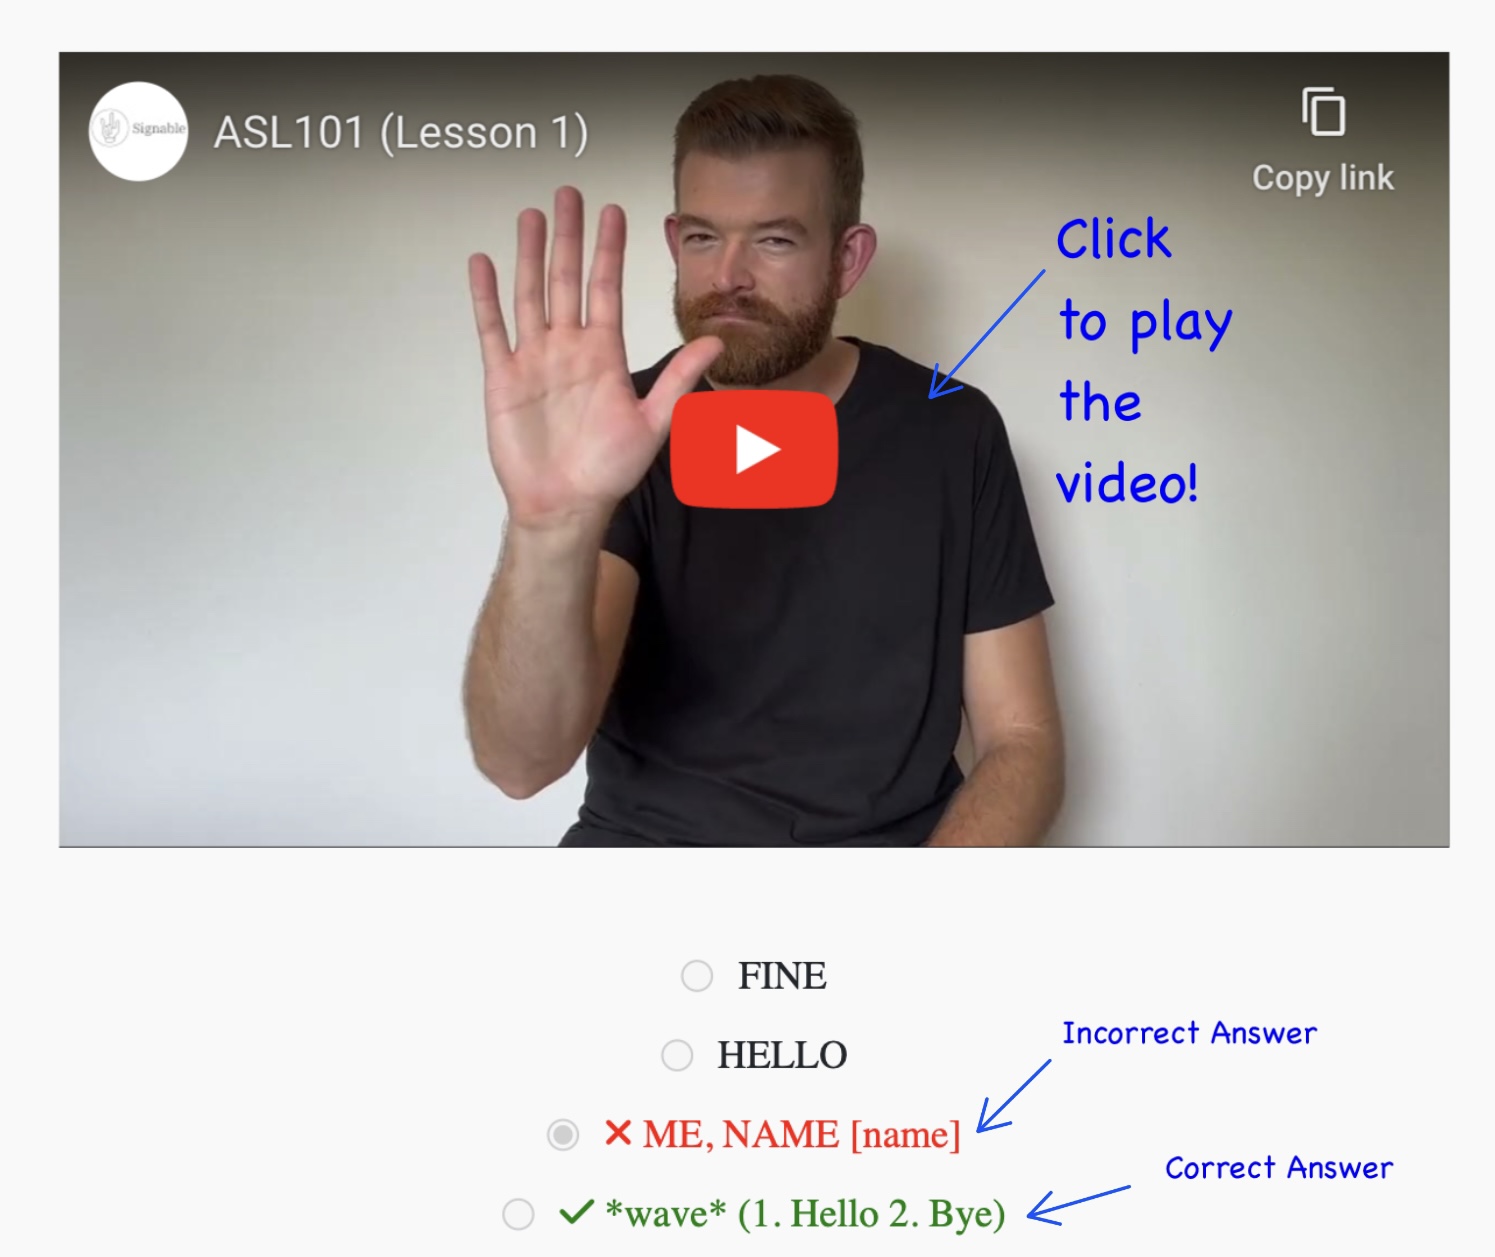 Signable
ASL101 (Lesson 1)
Copy link
Click
to play
the
video!
FINE
HELLO
Incorrect Answer
✕ ME, NAME [name]
Correct Answer
✓ *wave* (1. Hello 2. Bye)